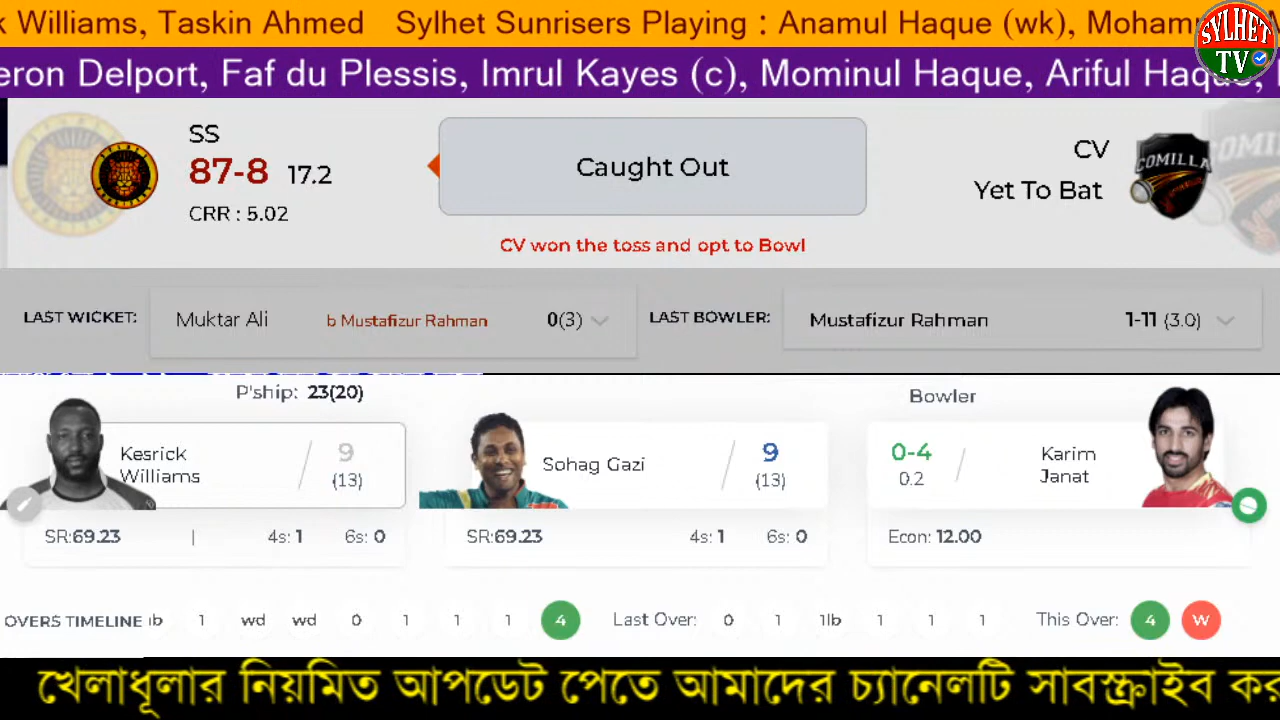 k Williams, Taskin Ahmed Sylhet Sunrisers Playing : Anamul Haque (wk), Moham
SYLHET
TV
eron Delport, Faf du Plessis, Imrul Kayes (c), Mominul Haque, Ariful Haque,
SS
87-8 17.2
CRR : 5.02
Caught Out
CV won the toss and opt to Bowl
CV
Yet To Bat
COMILLA
LAST WICKET: Muktar Ali b Mustafizur Rahman 0(3)
LAST BOWLER: Mustafizur Rahman 1-11 (3.0)
P'ship: 23(20)
Bowler
Kesrick
Williams
9
(13)
SR:69.23 | 4s: 1 6s: 0
Sohag Gazi
9
(13)
SR:69.23 4s: 1 6s: 0
0-4
0.2
Karim
Janat
Econ: 12.00
OVERS TIMELINE b 1 wd wd 0 1 1 1 4 Last Over: 0 1 1lb 1 1 1 This Over: 4 W
খেলাধূলার নিয়মিত আপডেট পেতে আমাদের চ্যানেলটি সাবস্ক্রাইব কর